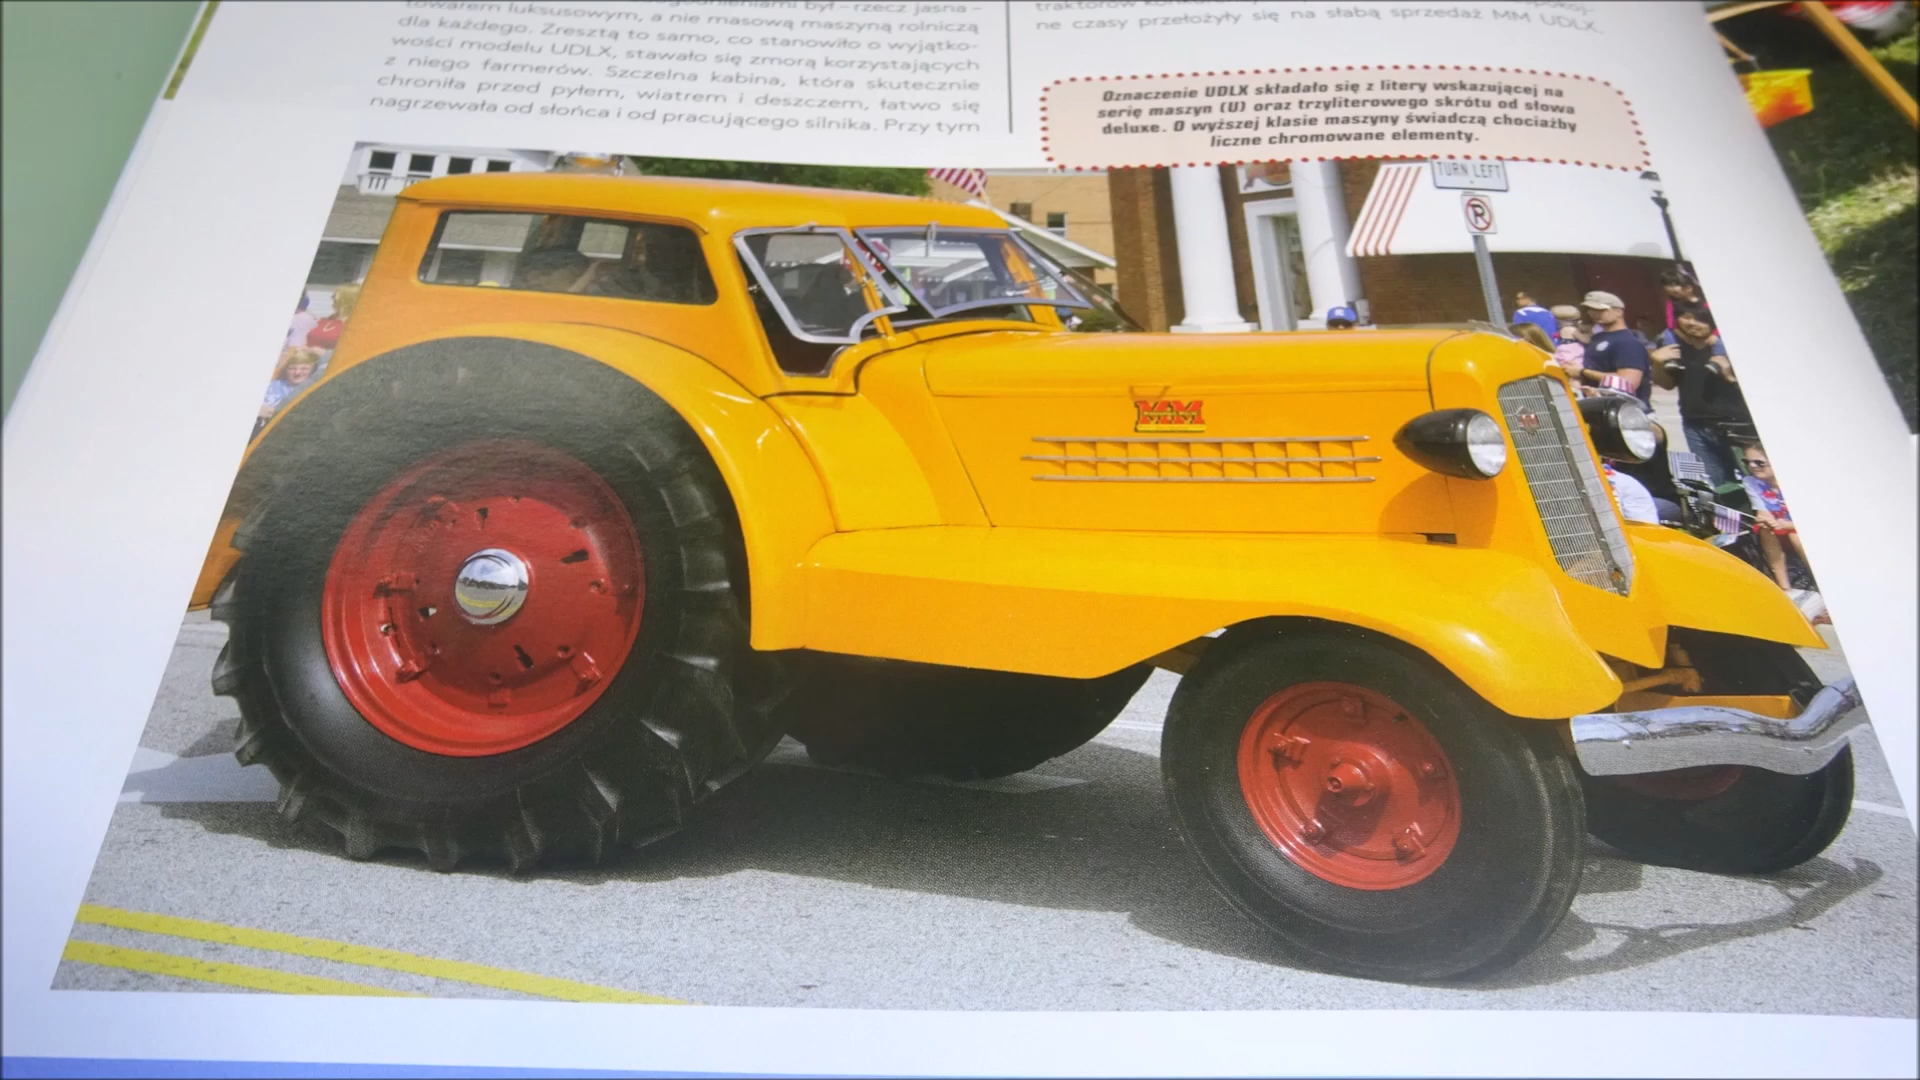 towarem luksusowym, a nie masową maszyną rolniczą
dla każdego. Zresztą to samo, co stanowiło o wyjątko-
wości modelu UDLX, stawało się zmorą korzystających
z niego farmerów. Szczelna kabina, która skutecznie
chroniła przed pyłem, wiatrem i deszczem, łatwo się
nagrzewała od słońca i od pracującego silnika. Przy tym
ne czasy przełożyły się na słabą sprzedaż MM UDLX.
Oznaczenie UDLX składało się z litery wskazującej na
serię maszyn (U) oraz trzyliterowego skrótu od słowa
deluxe. O wyższej klasie maszyny świadczą chociażby
liczne chromowane elementy.
TURN LEFT
P
MM